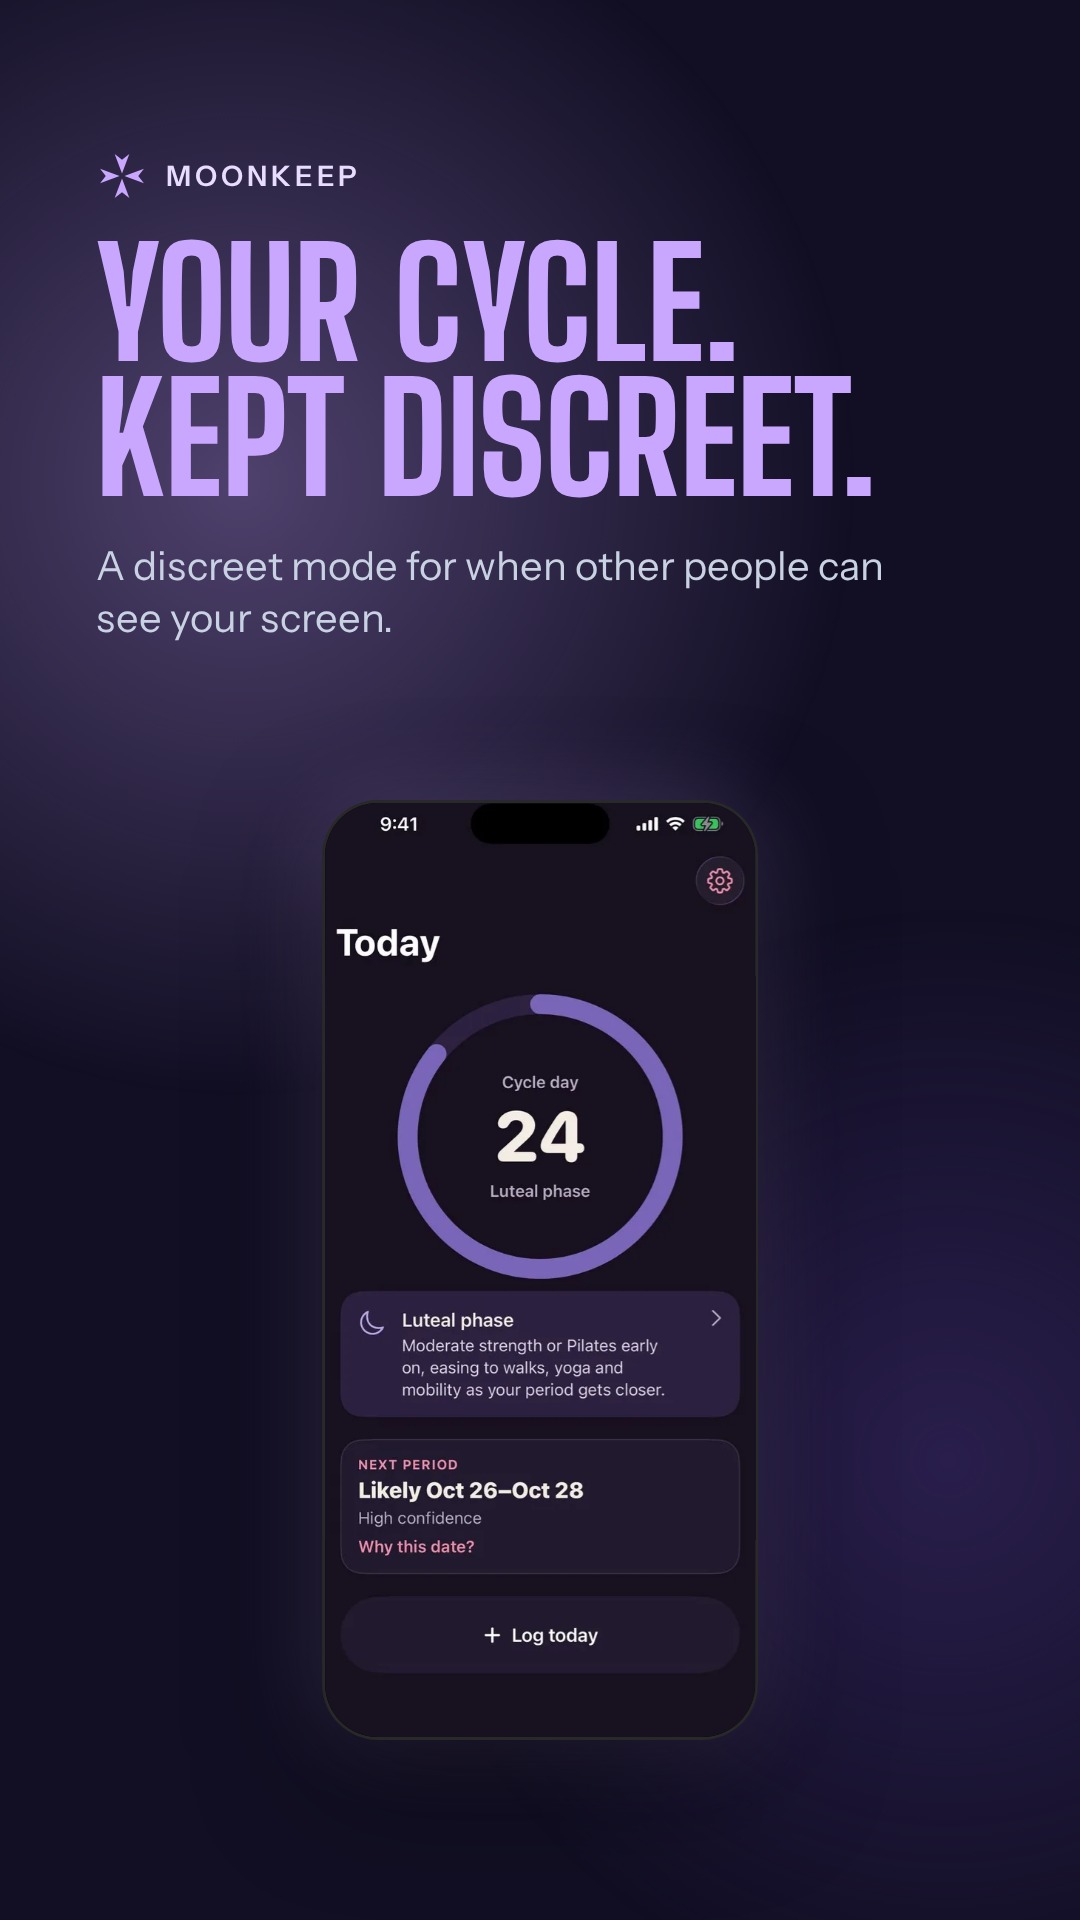 MOONKEEP
YOUR CYCLE.
KEPT DISCREET.
A discreet mode for when other people can
see your screen.
9:41
Today
Cycle day
24
Luteal phase
Luteal phase
Moderate strength or Pilates early
on, easing to walks, yoga and
mobility as your period gets closer.
NEXT PERIOD
Likely Oct 26–Oct 28
High confidence
Why this date?
+ Log today